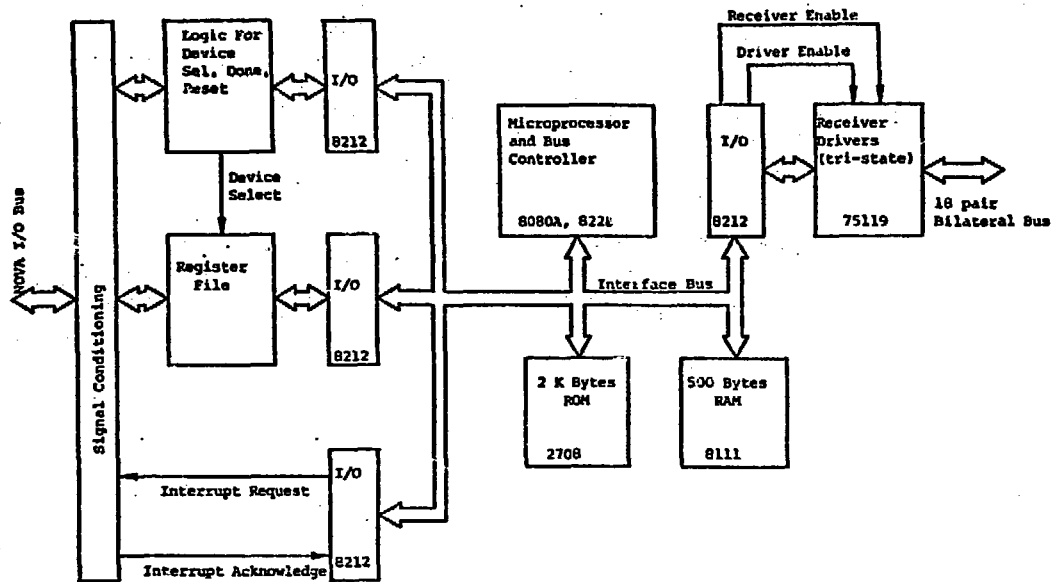 NOVA I/O Bus
Signal Conditioning
Logic For
Device
Sel, Done,
Reset
I/O
8212
Device
Select
Register
File
I/O
8212
Interrupt Request
I/O
8212
Interrupt Acknowledge
Microprocessor
and Bus
Controller
8080A, 8228
Interface Bus
2 K Bytes
ROM
2708
500 Bytes
RAM
8111
Receiver Enable
Driver Enable
I/O
8212
Receiver
Drivers
(tri-state)
75119
18 pair
Bilateral Bus